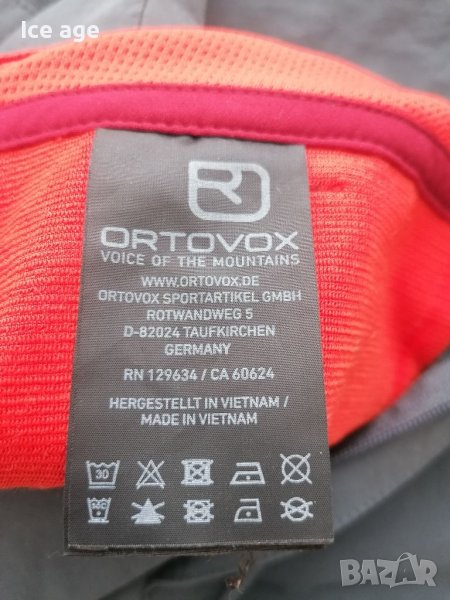 Ice age
ORTOVOX
VOICE OF THE MOUNTAINS
WWW.ORTOVOX.DE
ORTOVOX SPORTARTIKEL GMBH
ROTWANDWEG 5
D-82024 TAUFKIRCHEN
GERMANY
RN 129634 / CA 60624
HERGESTELLT IN VIETNAM /
MADE IN VIETNAM
30
BAZAR